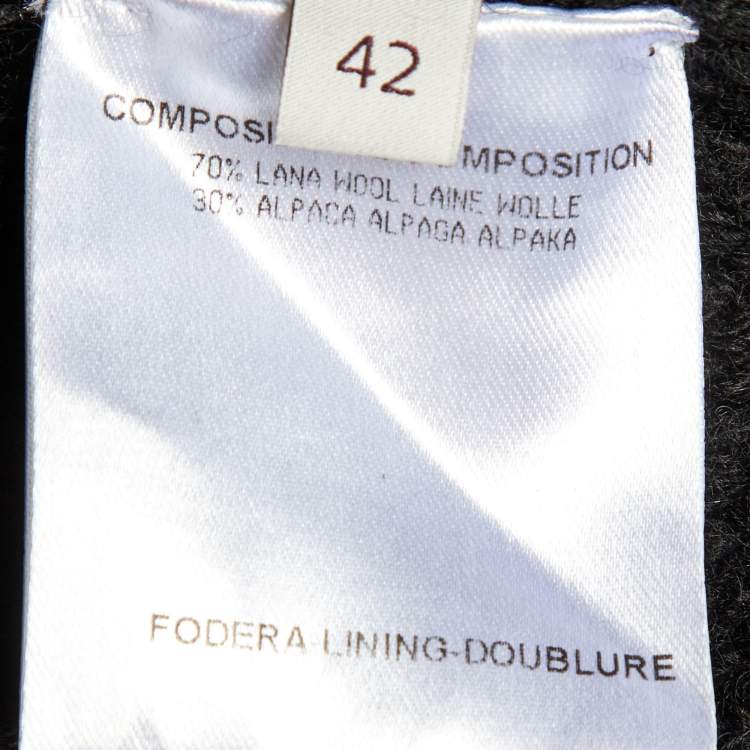 42
COMPOSI MPOSITION
70% LANA WOOL LAINE WOLLE
30% ALPACA ALPAGA ALPAKA
FODERA-LINING-DOUBLURE